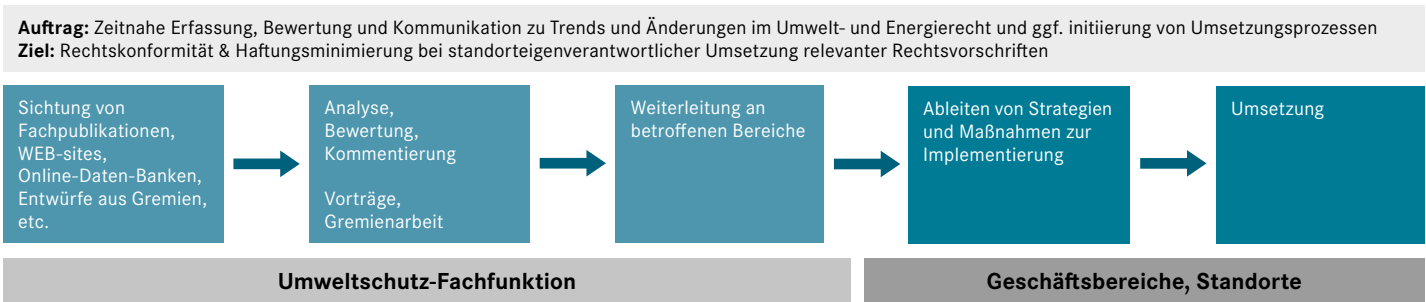 Auftrag: Zeitnahe Erfassung, Bewertung und Kommunikation zu Trends und Änderungen im Umwelt- und Energierecht und ggf. initiierung von Umsetzungsprozessen
Ziel: Rechtskonformität & Haftungsminimierung bei standorteigenverantwortlicher Umsetzung relevanter Rechtsvorschriften
Sichtung von
Fachpublikationen,
WEB-sites,
Online-Daten-Banken,
Entwürfe aus Gremien,
etc.
Analyse,
Bewertung,
Kommentierung
Vorträge,
Gremienarbeit
Weiterleitung an
betroffenen Bereiche
Ableiten von Strategien
und Maßnahmen zur
Implementierung
Umsetzung
Umweltschutz-Fachfunktion
Geschäftsbereiche, Standorte